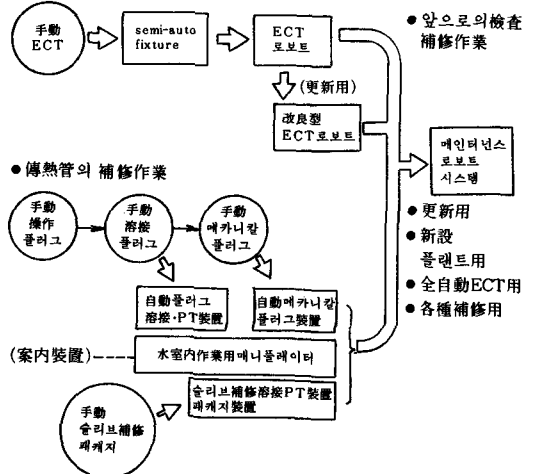 手動
ECT
semi-auto
fixture
ECT
로보트
● 앞으로의檢査
補修作業
(更新用)
改良型
ECT로보트
메인터넌스
로보트
시스템
● 傳熱管의 補修作業
手動
操作
플러그
手動
溶接
플러그
手動
메카니칼
플러그
● 更新用
● 新設
플랜트用
● 全自動ECT用
● 各種補修用
自動플러그
溶接·PT裝置
自動메카니칼
플러그裝置
(案內裝置)
水室內作業用매니플레이터
슬리브補修溶接PT裝置
패캐지裝置
手動
슬리브補修
패캐지